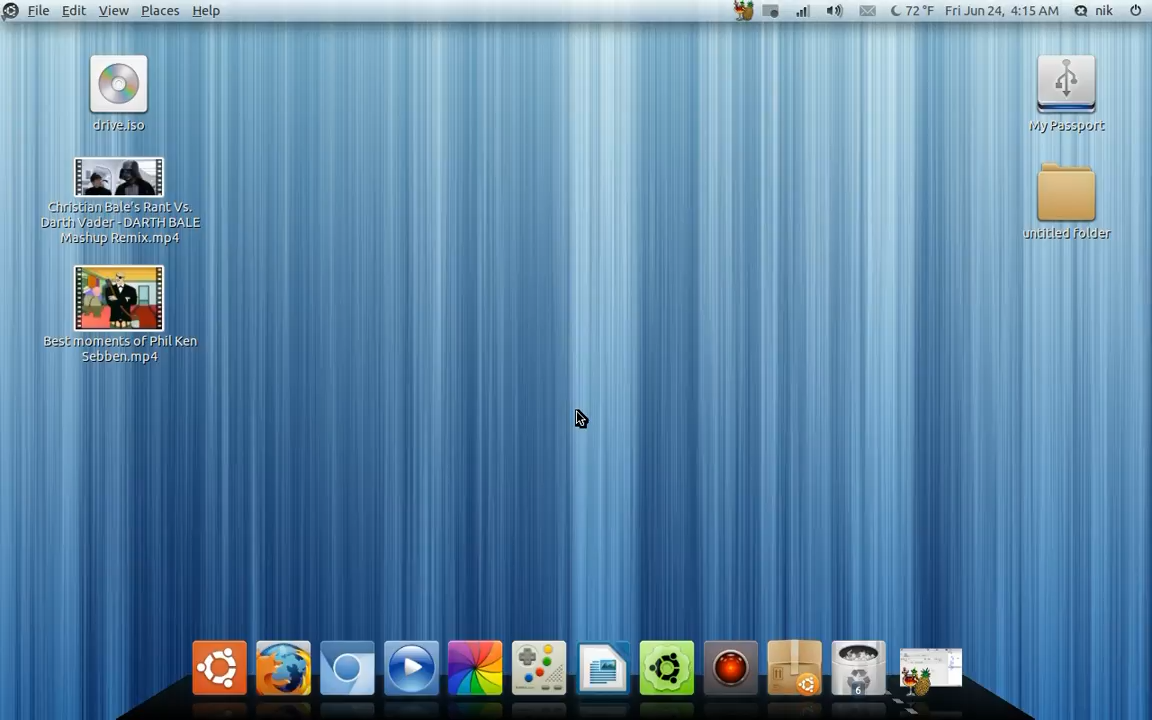 File Edit View Places Help
72 °F Fri Jun 24, 4:15 AM nik
drive.iso
My Passport
Christian Bale's Rant Vs.
Darth Vader - DARTH BALE
Mashup Remix.mp4
untitled folder
Best moments of Phil Ken
Sebben.mp4
6